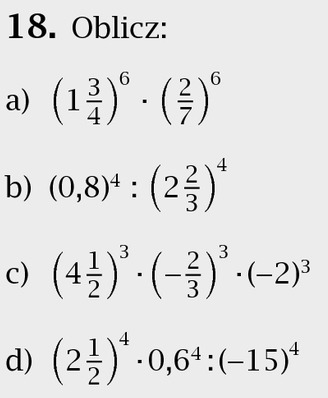 18. Oblicz:
a) (1 3/4)^6 · (2/7)^6
b) (0,8)^4 : (2 2/3)^4
c) (4 1/2)^3 · (−2/3)^3 · (−2)^3
d) (2 1/2)^4 · 0,6^4 : (−15)^4